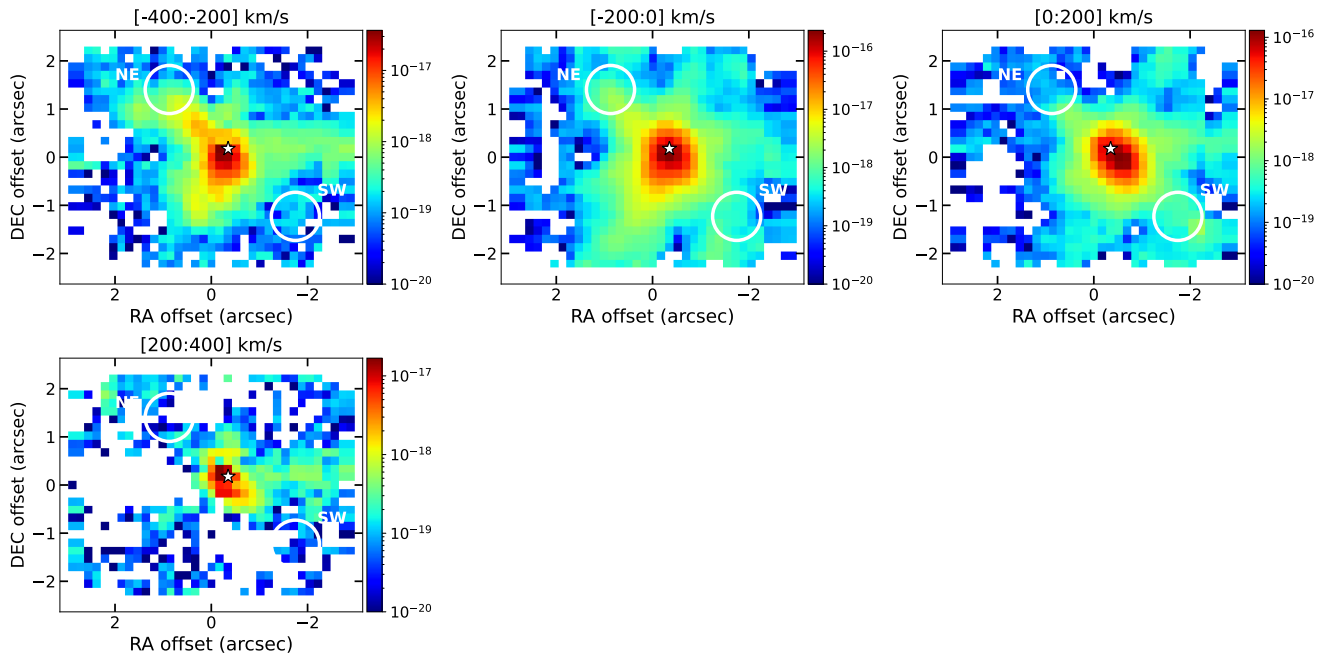 [-400:-200] km/s
NE
SW
DEC offset (arcsec)
2
1
0
−1
−2
2
0
−2
RA offset (arcsec)
10⁻¹⁷
10⁻¹⁸
10⁻¹⁹
10⁻²⁰
[-200:0] km/s
NE
SW
DEC offset (arcsec)
2
1
0
−1
−2
2
0
−2
RA offset (arcsec)
10⁻¹⁶
10⁻¹⁷
10⁻¹⁸
10⁻¹⁹
10⁻²⁰
[0:200] km/s
NE
SW
DEC offset (arcsec)
2
1
0
−1
−2
2
0
−2
RA offset (arcsec)
10⁻¹⁶
10⁻¹⁷
10⁻¹⁸
10⁻¹⁹
10⁻²⁰
[200:400] km/s
NE
SW
DEC offset (arcsec)
2
1
0
−1
−2
2
0
−2
RA offset (arcsec)
10⁻¹⁷
10⁻¹⁸
10⁻¹⁹
10⁻²⁰